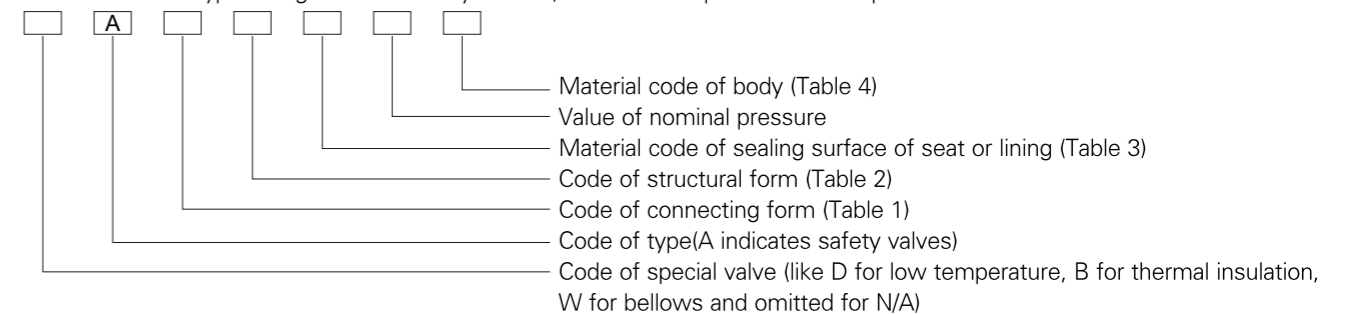 A
Material code of body (Table 4)
Value of nominal pressure
Material code of sealing surface of seat or lining (Table 3)
Code of structural form (Table 2)
Code of connecting form (Table 1)
Code of type(A indicates safety valves)
Code of special valve (like D for low temperature, B for thermal insulation,
W for bellows and omitted for N/A)